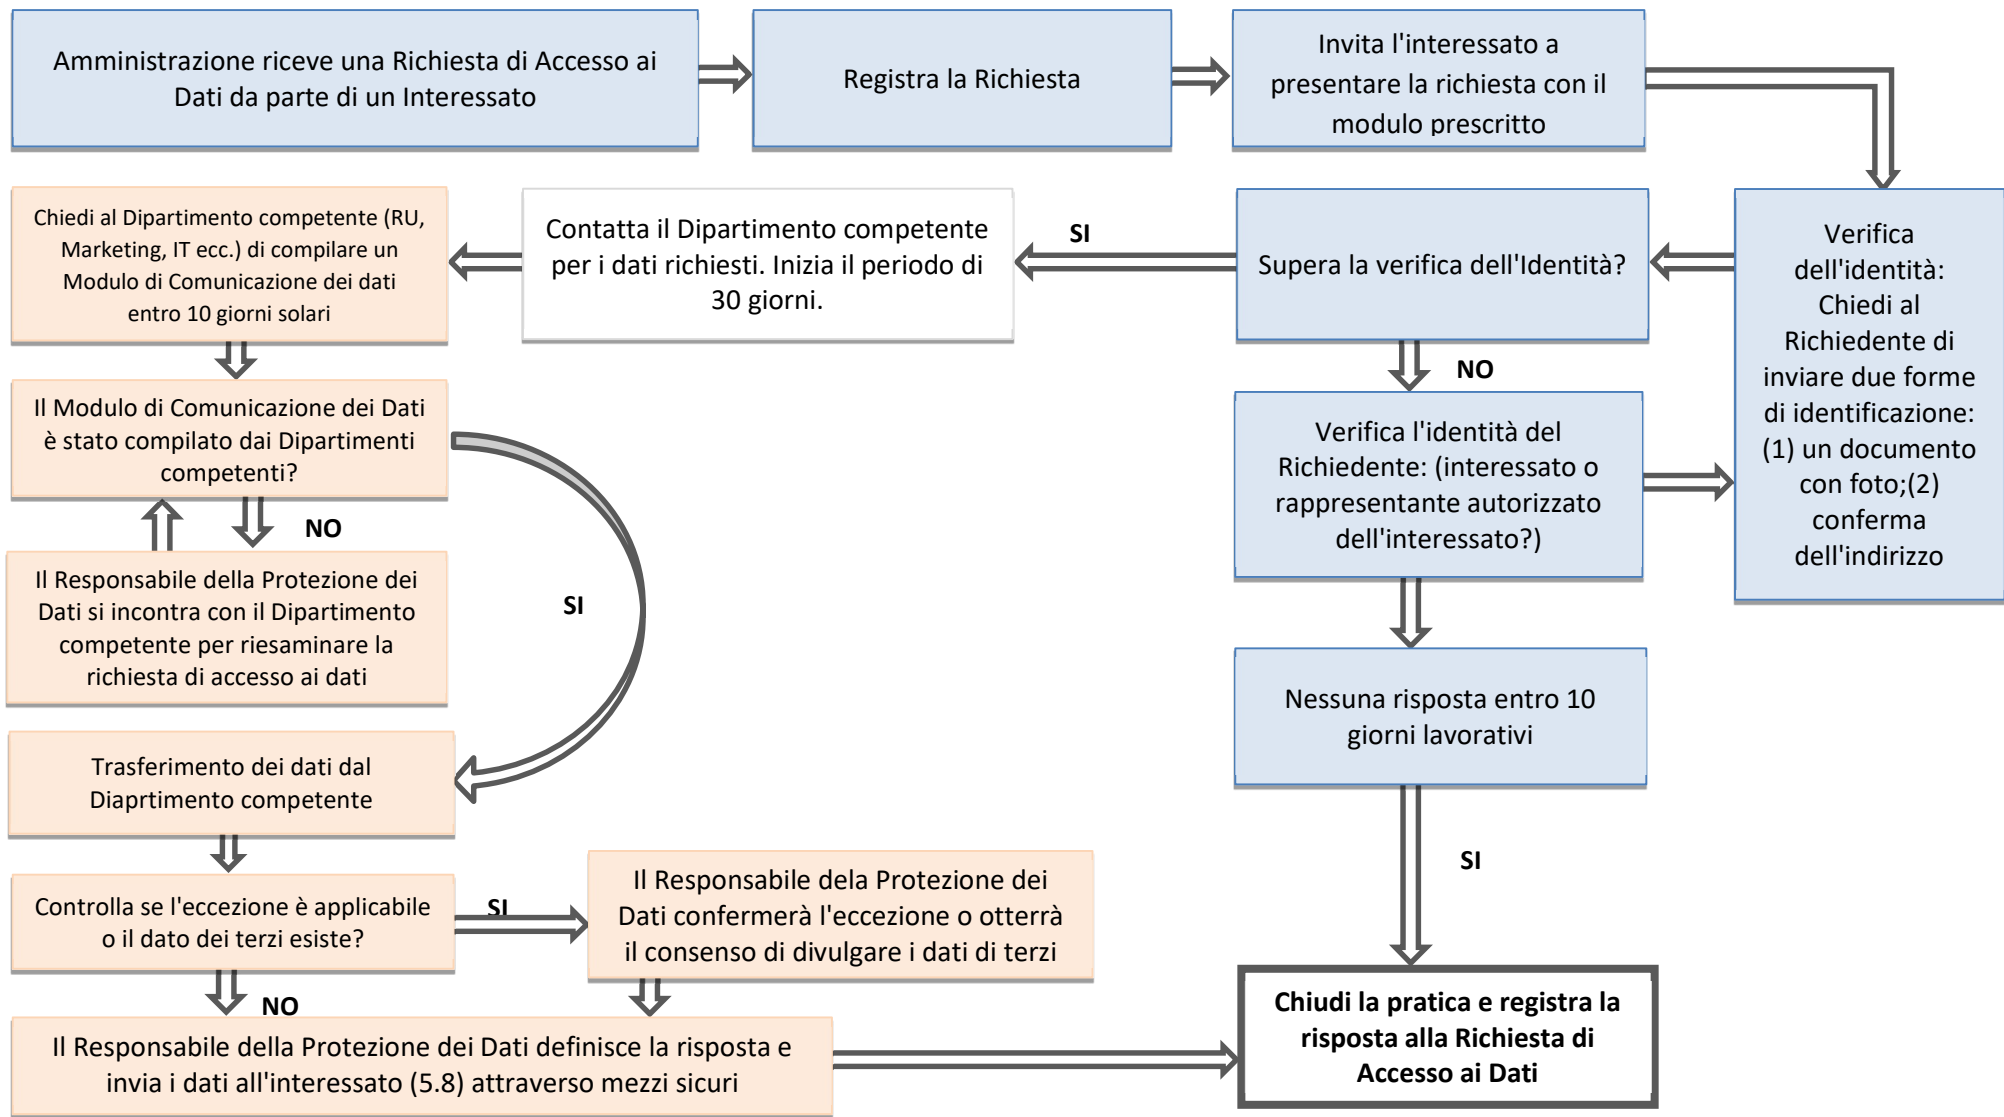 Amministrazione riceve una Richiesta di Accesso ai
Dati da parte di un Interessato
Registra la Richiesta
Invita l'interessato a
presentare la richiesta con il
modulo prescritto
Verifica
dell'identità:
Chiedi al
Richiedente di
inviare due forme
di identificazione:
(1) un documento
con foto;(2)
conferma
dell'indirizzo
Supera la verifica dell'Identità?
SI
Contatta il Dipartimento competente
per i dati richiesti. Inizia il periodo di
30 giorni.
Chiedi al Dipartimento competente (RU,
Marketing, IT ecc.) di compilare un
Modulo di Comunicazione dei dati
entro 10 giorni solari
NO
Verifica l'identità del
Richiedente: (interessato o
rappresentante autorizzato
dell'interessato?)
Nessuna risposta entro 10
giorni lavorativi
SI
Il Modulo di Comunicazione dei Dati
è stato compilato dai Dipartimenti
competenti?
NO
Il Responsabile della Protezione dei
Dati si incontra con il Dipartimento
competente per riesaminare la
richiesta di accesso ai dati
SI
Trasferimento dei dati dal
Diaprtimento competente
Controlla se l'eccezione è applicabile
o il dato dei terzi esiste?
SI
Il Responsabile dela Protezione dei
Dati confermerà l'eccezione o otterrà
il consenso di divulgare i dati di terzi
NO
Il Responsabile della Protezione dei Dati definisce la risposta e
invia i dati all'interessato (5.8) attraverso mezzi sicuri
Chiudi la pratica e registra la
risposta alla Richiesta di
Accesso ai Dati